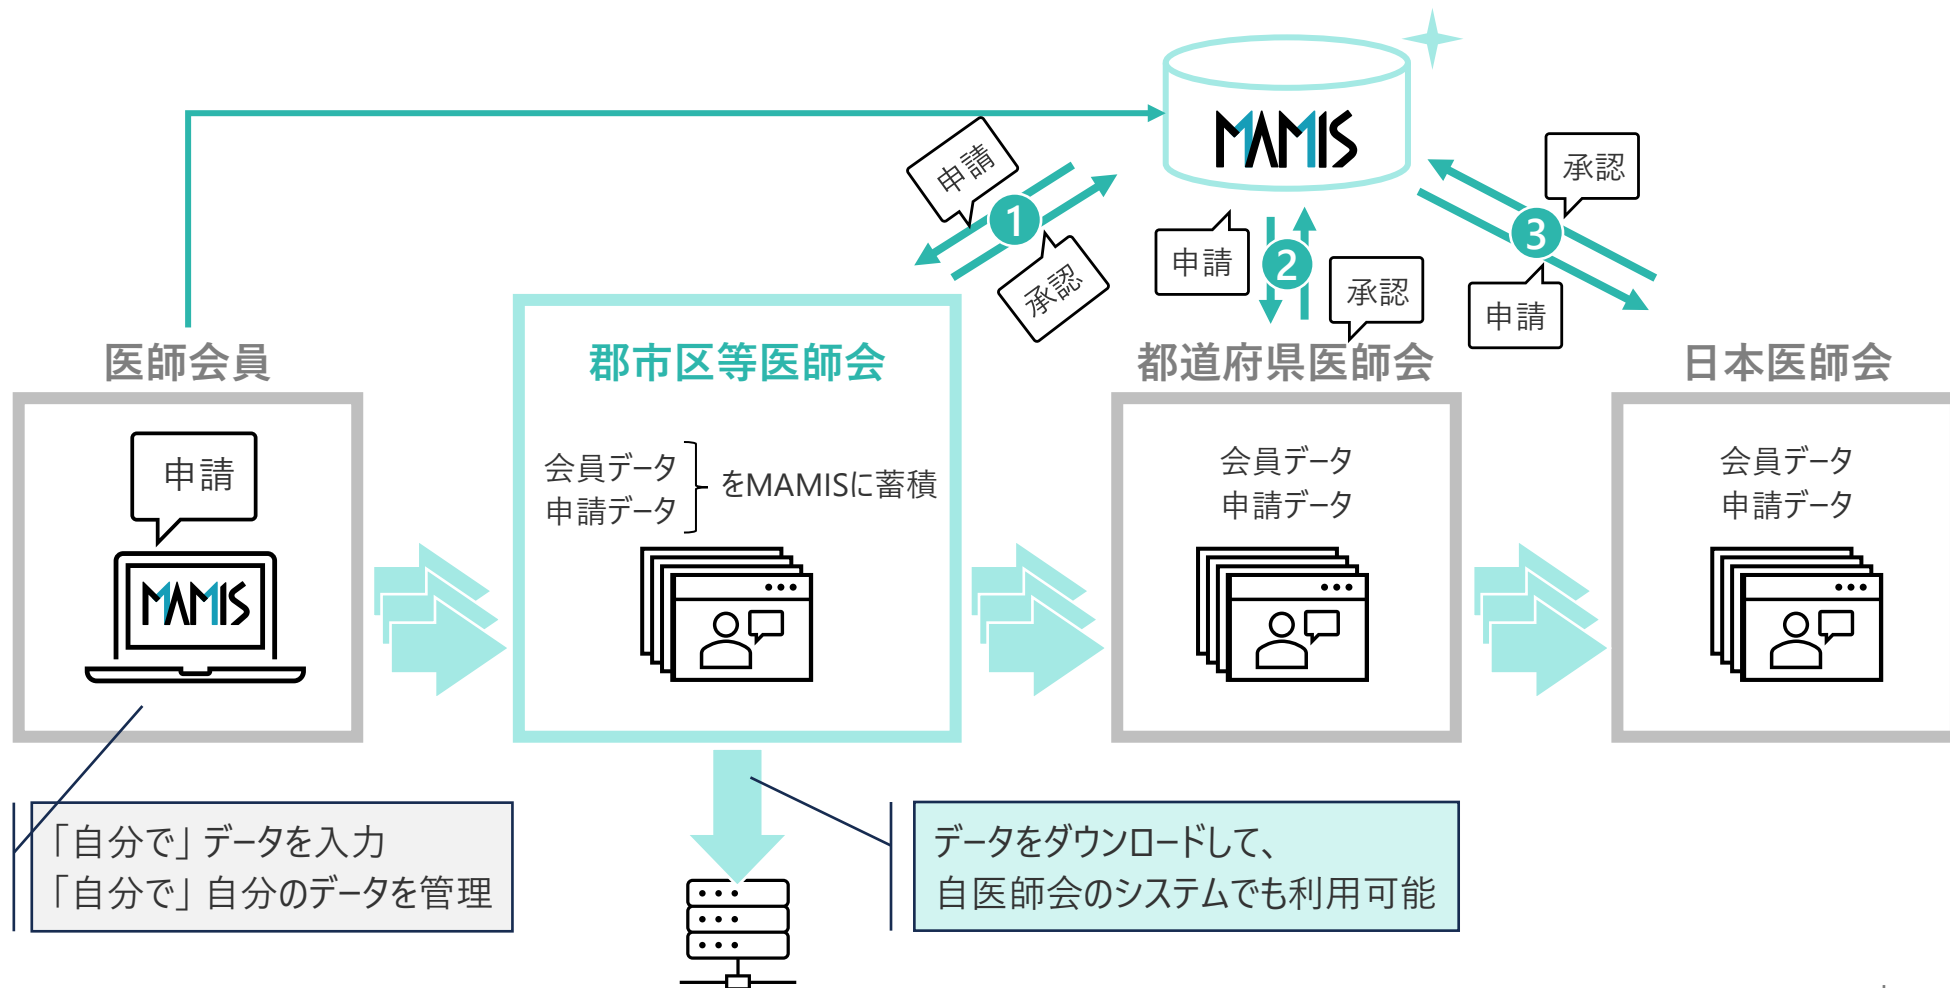 MAMIS
申請
1
承認
申請
2
承認
承認
3
申請
医師会員
郡市区等医師会
都道府県医師会
日本医師会
申請
MAMIS
会員データ
申請データ
をMAMISに蓄積
会員データ
申請データ
会員データ
申請データ
「自分で」データを入力
「自分で」自分のデータを管理
データをダウンロードして、
自医師会のシステムでも利用可能